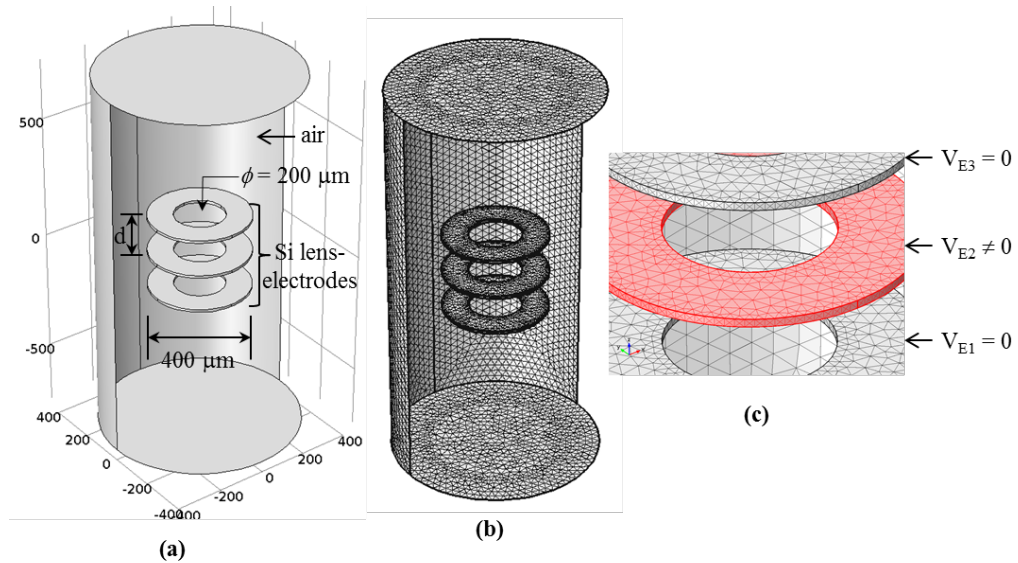 500
0
-500
400
200
0
-200
-400
400
200
0
-200
-400
air
ϕ = 200 µm
d
Si lens-
electrodes
400 µm
(a)
(b)
V_E3 = 0
V_E2 ≠ 0
V_E1 = 0
(c)